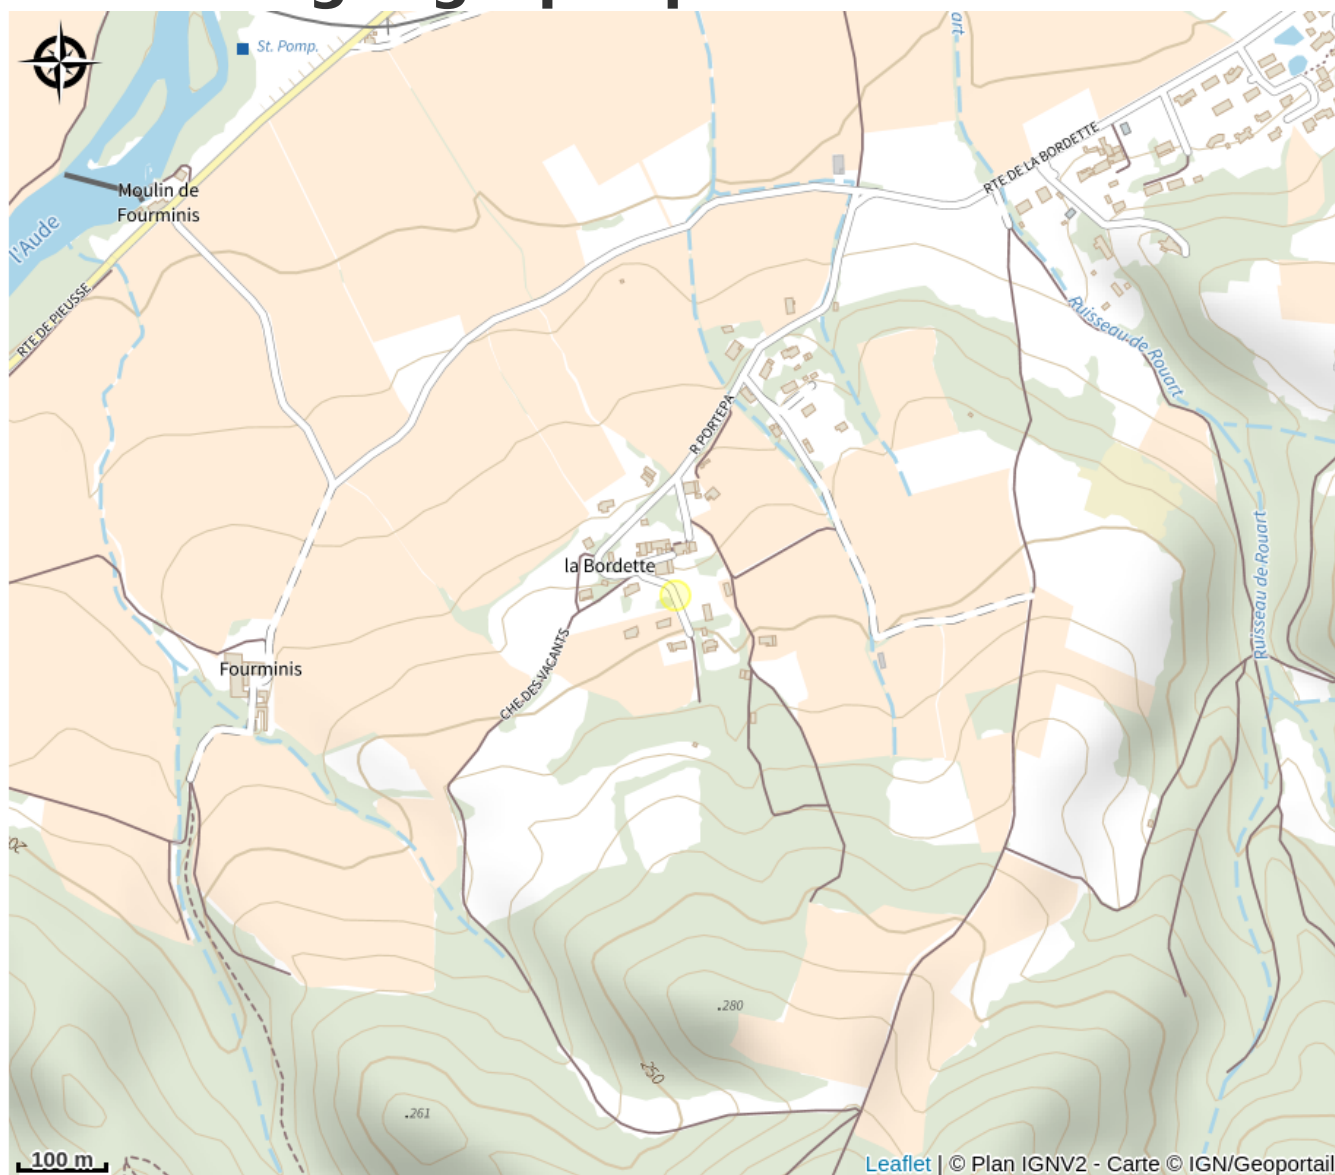 St. Pomp.
art
RTE DE LA BORDETTE
Moulin de
Fourminis
l'Aude
RTE DE PIEUSSE
Ruisseau de Rouart
R PORTEPA
la Bordette
Ruisseau de Rouart
CHE DES VACANTS
Fourminis
.280
250
.261
100 m
Leaflet | © Plan IGNV2 - Carte © IGN/Geoportail